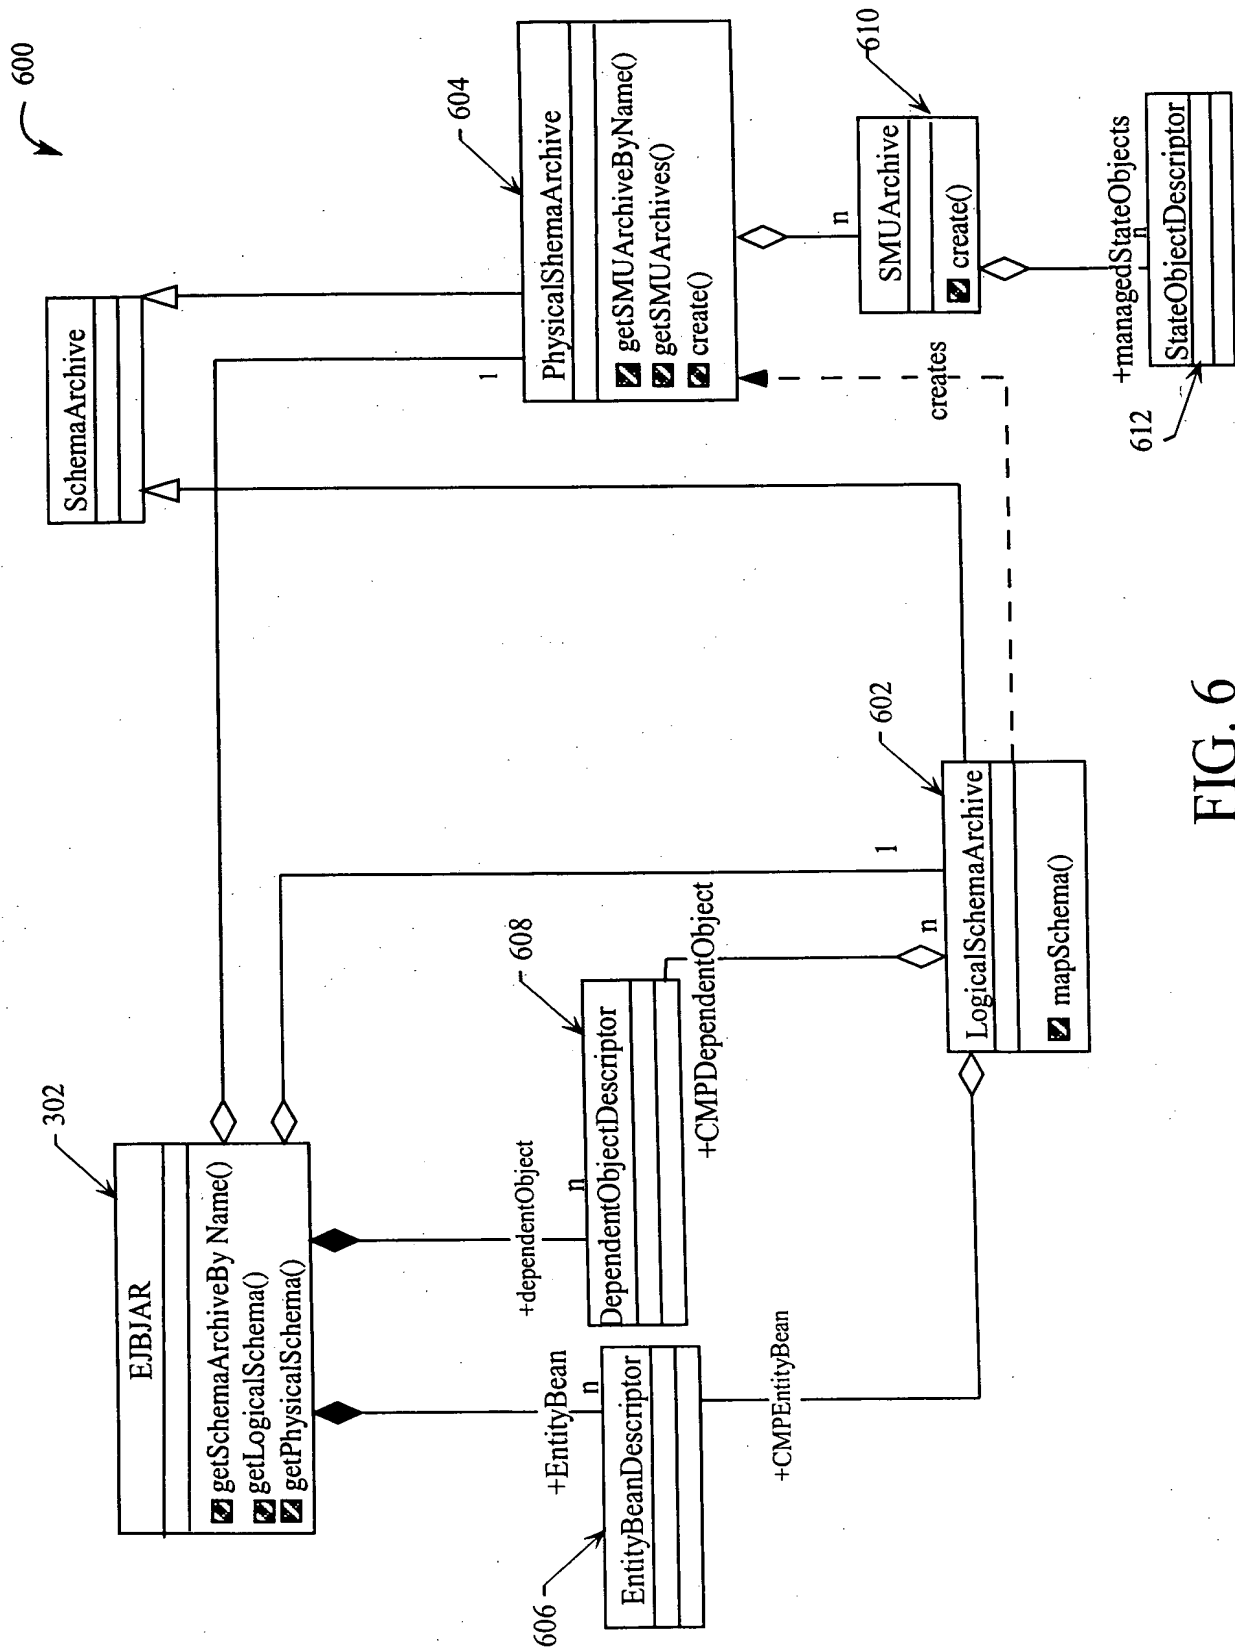 600
SchemaArchive
302
EJBJAR
getSchemaArchiveBy Name()
getLogicalSchema()
getPhysicalSchema()
1
604
PhysicalShemaArchive
getSMUArchiveByName()
getSMUArchives()
create()
+EntityBean
n
+dependentObject
n
608
DependentObjectDescriptor
606
EntityBeanDescriptor
+CMPEntityBean
+CMPDependentObject
n
1
602
LogicalSchemaArchive
mapSchema()
creates
n
610
SMUArchive
create()
+managedStateObjects
n
612
StateObjectDescriptor
FIG. 6